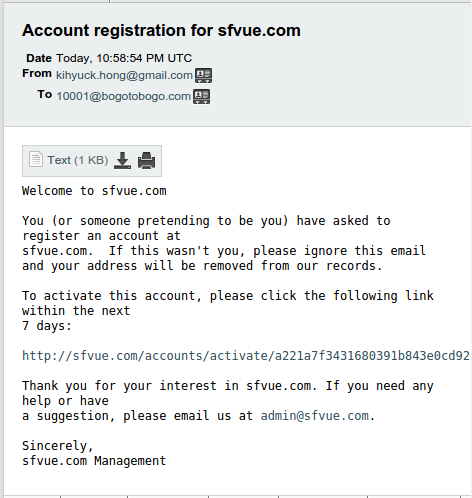 Account registration for sfvue.com
Date Today, 10:58:54 PM UTC
From kihyuck.hong@gmail.com
To 10001@bogotobogo.com
Text (1 KB)
Welcome to sfvue.com
You (or someone pretending to be you) have asked to
register an account at
sfvue.com.  If this wasn't you, please ignore this email
and your address will be removed from our records.
To activate this account, please click the following link
within the next
7 days:
http://sfvue.com/accounts/activate/a221a7f3431680391b843e0cd92
Thank you for your interest in sfvue.com. If you need any
help or have
a suggestion, please email us at admin@sfvue.com.
Sincerely,
sfvue.com Management